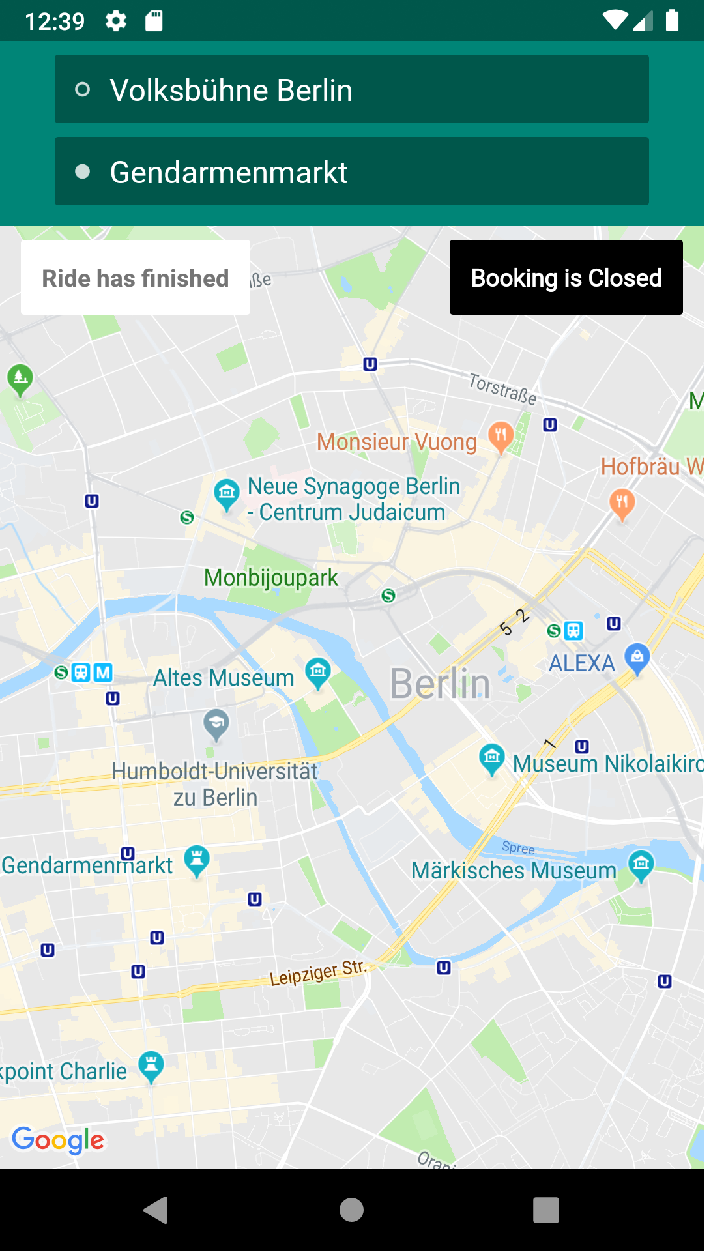 12:39
Volksbühne Berlin
Gendarmenmarkt
Ride has finished
Booking is Closed
Torstraße
Monsieur Vuong
Hofbräu W
Neue Synagoge Berlin
- Centrum Judaicum
Monbijoupark
5 2
ALEXA
Altes Museum
Berlin
1
Humboldt-Universität
zu Berlin
Museum Nikolaikirc
Spree
Gendarmenmarkt
Märkisches Museum
Leipziger Str.
kpoint Charlie
Google